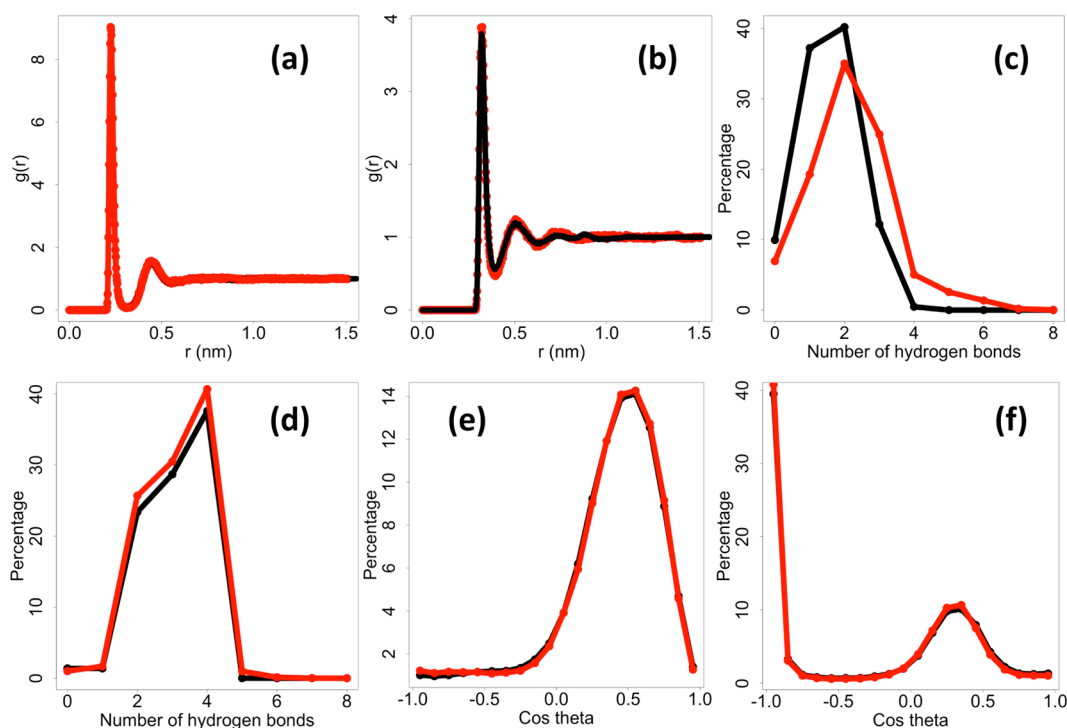 (a)
g(r)
8
6
4
2
0
0.0 0.5 1.0 1.5
r (nm)
(b)
g(r)
4
3
2
1
0
0.0 0.5 1.0 1.5
r (nm)
(c)
Percentage
40
30
20
10
0
0 2 4 6 8
Number of hydrogen bonds
(d)
Percentage
40
30
20
10
0
0 2 4 6 8
Number of hydrogen bonds
(e)
Percentage
14
12
10
8
6
4
2
-1.0 -0.5 0.0 0.5 1.0
Cos theta
(f)
Percentage
40
30
20
10
0
-1.0 -0.5 0.0 0.5 1.0
Cos theta